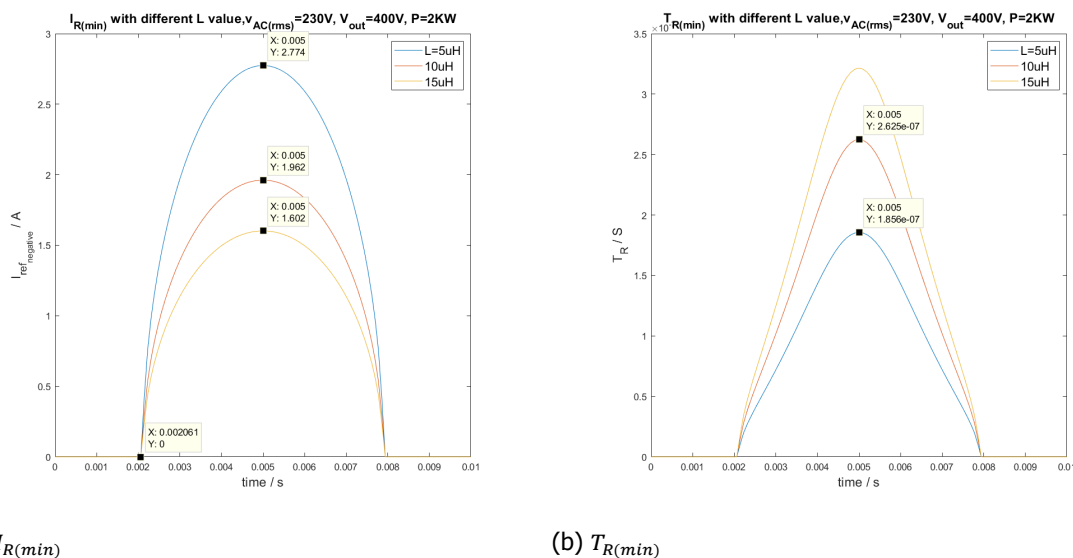 I_R(min) with different L value,v_AC(rms)=230V, V_out=400V, P=2KW
3
2.5
2
1.5
1
0.5
0
I_ref_negative / A
X: 0.005
Y: 2.774
X: 0.005
Y: 1.962
X: 0.005
Y: 1.602
X: 0.002061
Y: 0
L=5uH
10uH
15uH
0 0.001 0.002 0.003 0.004 0.005 0.006 0.007 0.008 0.009 0.01
time / s
T_R(min) with different L value,v_AC(rms)=230V, V_out=400V, P=2KW
4
3.5
3
2.5
2
1.5
1
0.5
0
T_R / S
X: 0.005
Y: 2.625e-07
X: 0.005
Y: 1.856e-07
L=5uH
10uH
15uH
0 0.001 0.002 0.003 0.004 0.005 0.006 0.007 0.008 0.009 0.01
time / s
R(min)
(b) T_R(min)